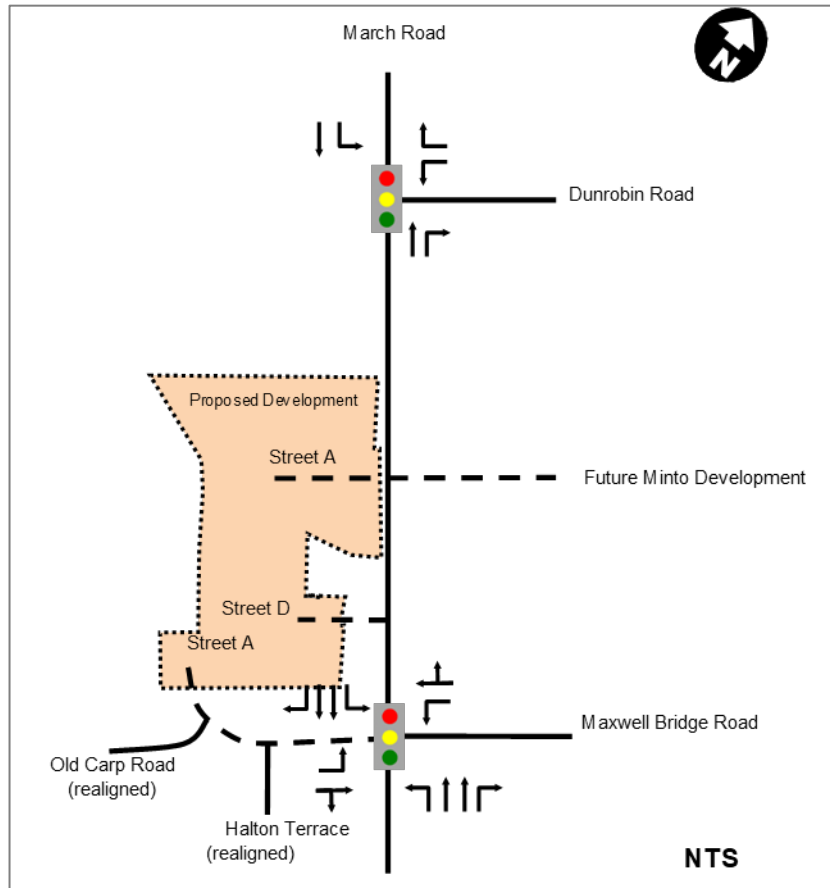 March Road
N
Dunrobin Road
Proposed Development
Street A
Future Minto Development
Street D
Street A
Maxwell Bridge Road
Old Carp Road
(realigned)
Halton Terrace
(realigned)
NTS